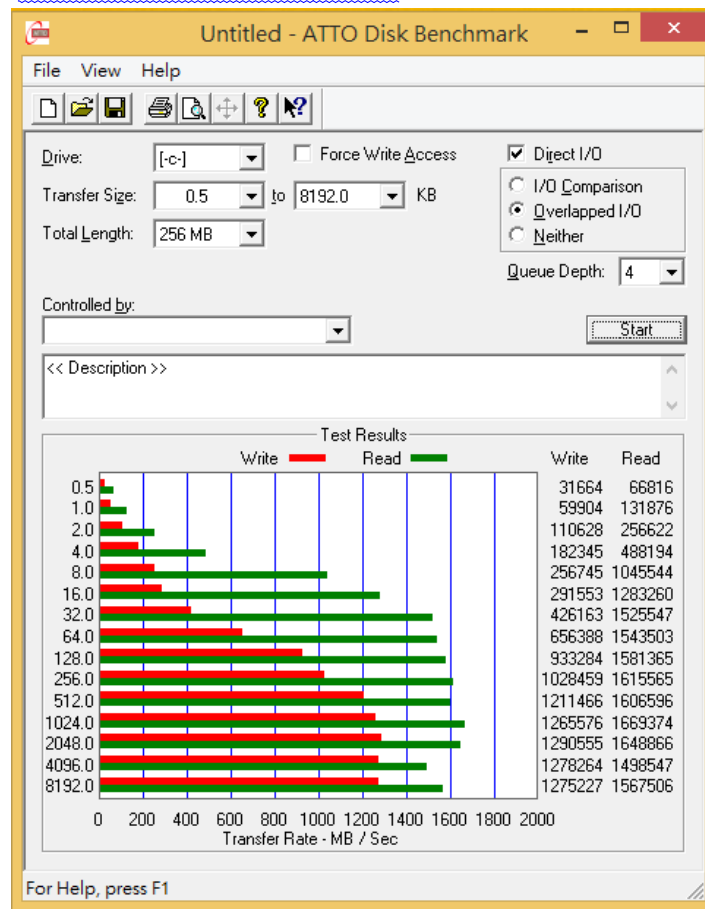 Untitled - ATTO Disk Benchmark
File View Help
Drive: [-c-] Force Write Access Direct I/O
Transfer Size: 0.5 to 8192.0 KB I/O Comparison
Overlapped I/O
Total Length: 256 MB Neither
Queue Depth: 4
Controlled by:
Start
<< Description >>
Test Results
Write Read Write Read
0.5 31664 66816
1.0 59904 131876
2.0 110628 256622
4.0 182345 488194
8.0 256745 1045544
16.0 291553 1283260
32.0 426163 1525547
64.0 656388 1543503
128.0 933284 1581365
256.0 1028459 1615565
512.0 1211466 1606596
1024.0 1265576 1669374
2048.0 1290555 1648866
4096.0 1278264 1498547
8192.0 1275227 1567506
0 200 400 600 800 1000 1200 1400 1600 1800 2000
Transfer Rate - MB / Sec
For Help, press F1